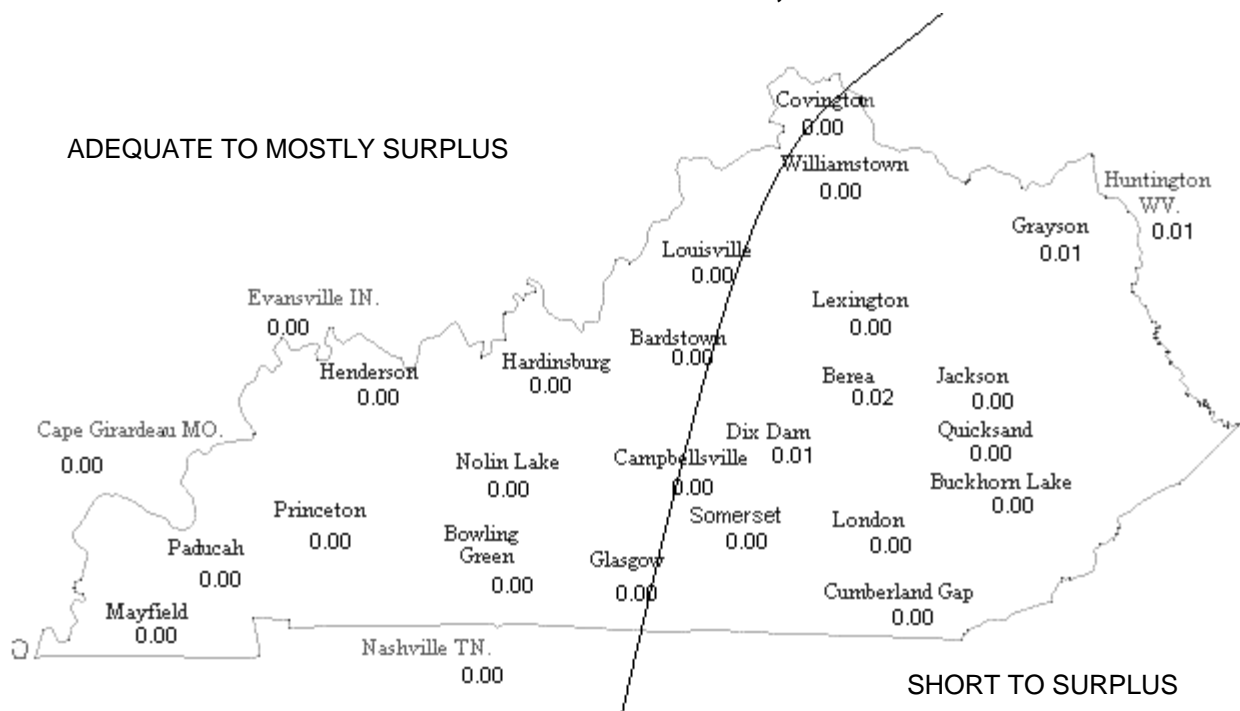 Covington
0.00
ADEQUATE TO MOSTLY SURPLUS
Williamstown
0.00
Huntington
WV.
0.01
Grayson
0.01
Louisville
0.00
Evansville IN.
0.00
Lexington
0.00
Bardstown
0.00
Hardinsburg
0.00
Henderson
0.00
Berea
0.02
Jackson
0.00
Cape Girardeau MO.
0.00
Dix Dam
0.01
Quicksand
0.00
Nolin Lake
0.00
Campbellsville
0.00
Buckhorn Lake
0.00
Princeton
0.00
Somerset
0.00
London
0.00
Bowling
Green
0.00
Paducah
0.00
Glasgow
0.00
Cumberland Gap
0.00
Mayfield
0.00
Nashville TN.
0.00
SHORT TO SURPLUS